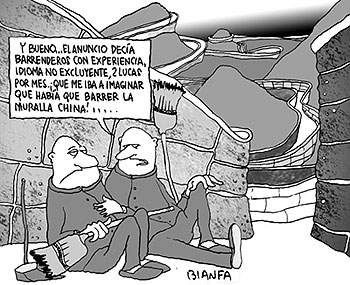 Y BUENO,.. EL ANUNCIO DECÍA
BARRENDEROS CON EXPERIENCIA,
IDIOMA NO EXCLUYENTE, 2 LUCAS
POR MES. ¡QUE ME IBA A IMAGINAR
QUE HABÍA QUE BARRER LA
MURALLA CHINA!.....
BIANFA